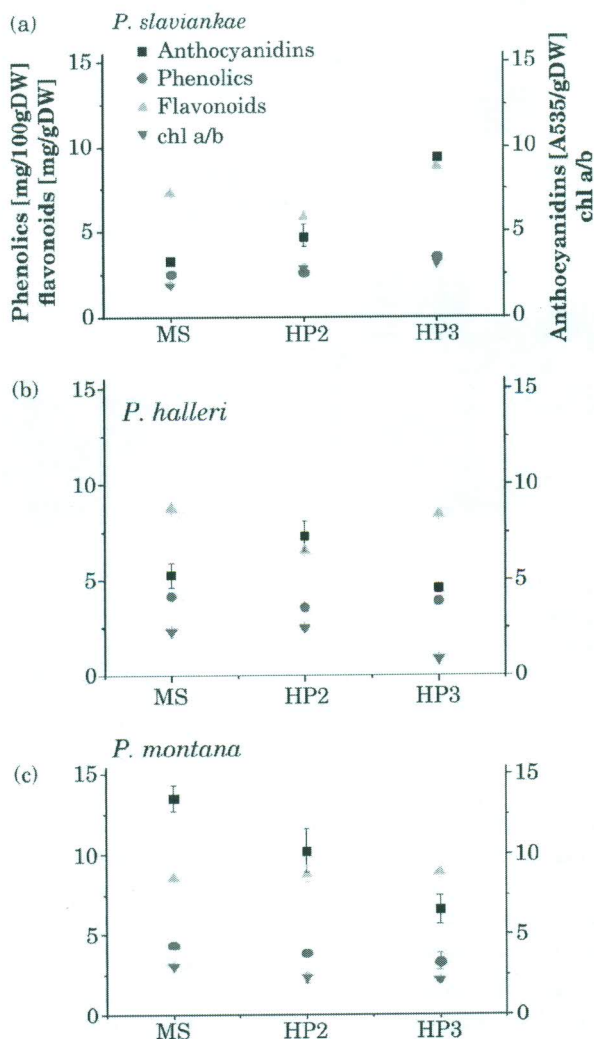 (a)
P. slaviankae
Anthocyanidins
Phenolics
Flavonoids
chl a/b
Phenolics [mg/100gDW]
flavonoids [mg/gDW]
Anthocyanidins [A535/gDW]
chl a/b
15
10
5
0
15
10
5
0
MS HP2 HP3
(b)
P. halleri
15
10
5
0
15
10
5
0
MS HP2 HP3
(c)
P. montana
15
10
5
0
15
10
5
0
MS HP2 HP3